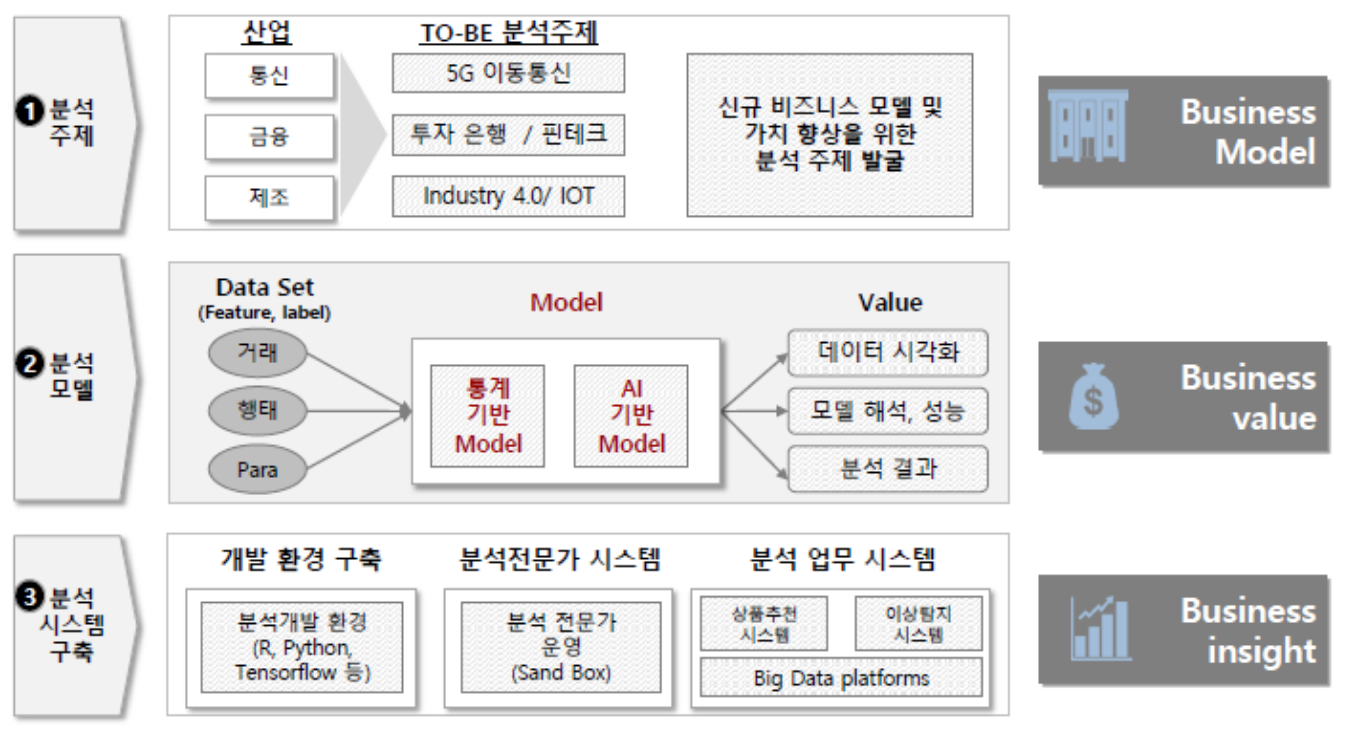 ❶ 분석
주제
산업
통신
금융
제조
TO-BE 분석주제
5G 이동통신
투자 은행 / 핀테크
Industry 4.0/ IOT
신규 비즈니스 모델 및
가치 향상을 위한
분석 주제 발굴
Business
Model
❷ 분석
모델
Data Set
(Feature, label)
거래
행태
Para
Model
통계
기반
Model
AI
기반
Model
Value
데이터 시각화
모델 해석, 성능
분석 결과
$
Business
value
❸ 분석
시스템
구축
개발 환경 구축
분석개발 환경
(R, Python,
Tensorflow 등)
분석전문가 시스템
분석 전문가
운영
(Sand Box)
분석 업무 시스템
상품추천
시스템
이상탐지
시스템
Big Data platforms
Business
insight